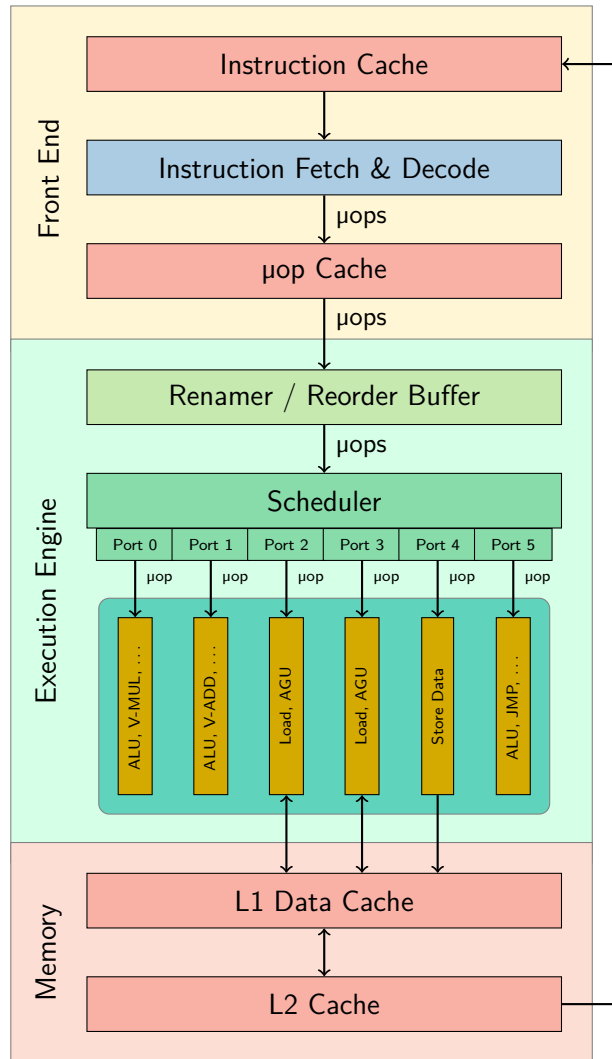 Front End
Instruction Cache
Instruction Fetch & Decode
µops
µop Cache
µops
Execution Engine
Renamer / Reorder Buffer
µops
Scheduler
Port 0 Port 1 Port 2 Port 3 Port 4 Port 5
µop µop µop µop µop µop
ALU, V-MUL, . . .
ALU, V-ADD, . . .
Load, AGU
Load, AGU
Store Data
ALU, JMP, . . .
Memory
L1 Data Cache
L2 Cache